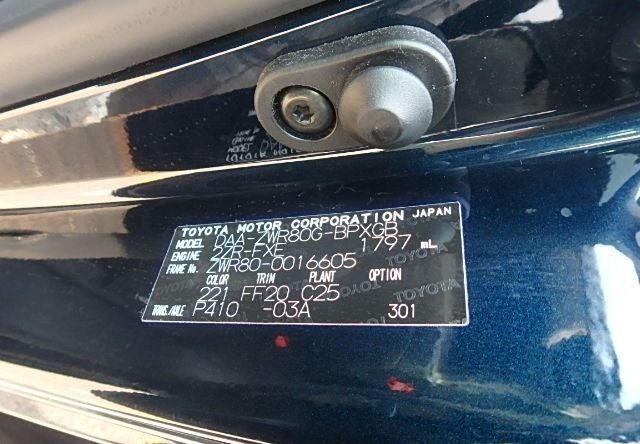 TOYOTA MOTOR CORPORATION JAPAN
MODEL DAA-ZWR80G-BPXGB
ENGINE 2ZR-FXE 1797 mL
FRAME No. ZWR80-0016605
COLOR TRIM PLANT OPTION
221 FF20 C25
TRANS./AXLE P410 -03A 301